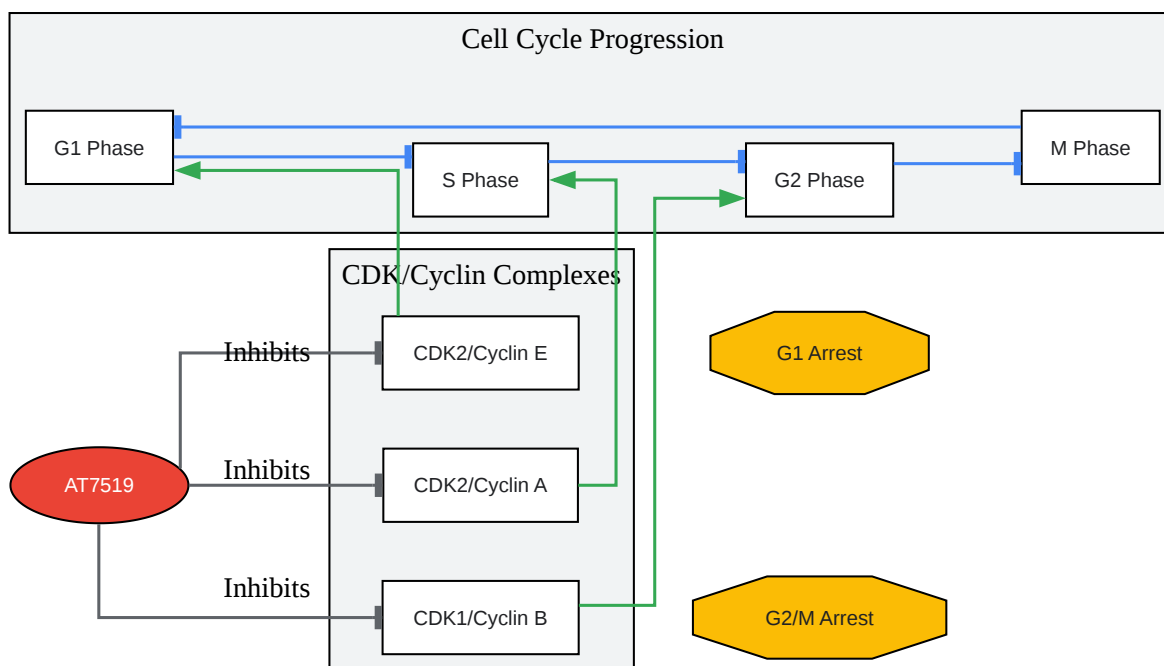 Cell Cycle Progression
G1 Phase
S Phase
G2 Phase
M Phase
CDK/Cyclin Complexes
Inhibits
CDK2/Cyclin E
G1 Arrest
Inhibits
AT7519
CDK2/Cyclin A
Inhibits
CDK1/Cyclin B
G2/M Arrest